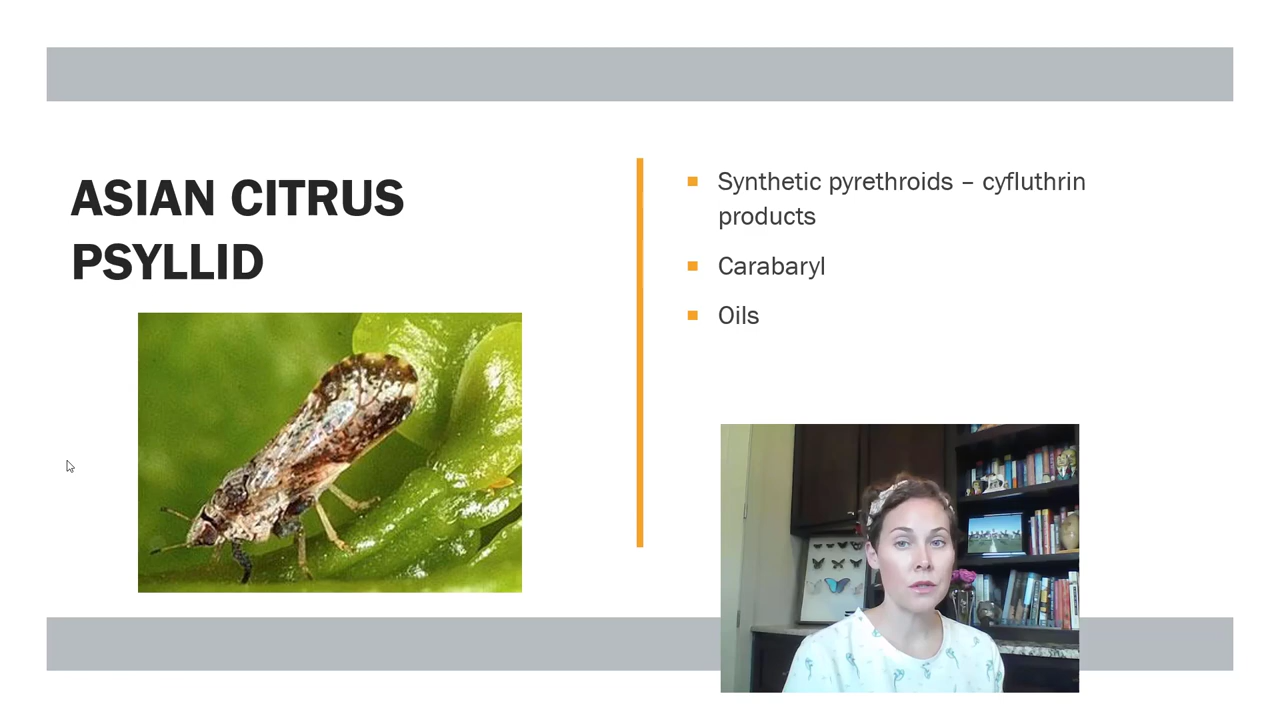 ASIAN CITRUS
PSYLLID
Synthetic pyrethroids – cyfluthrin
products
Carabaryl
Oils